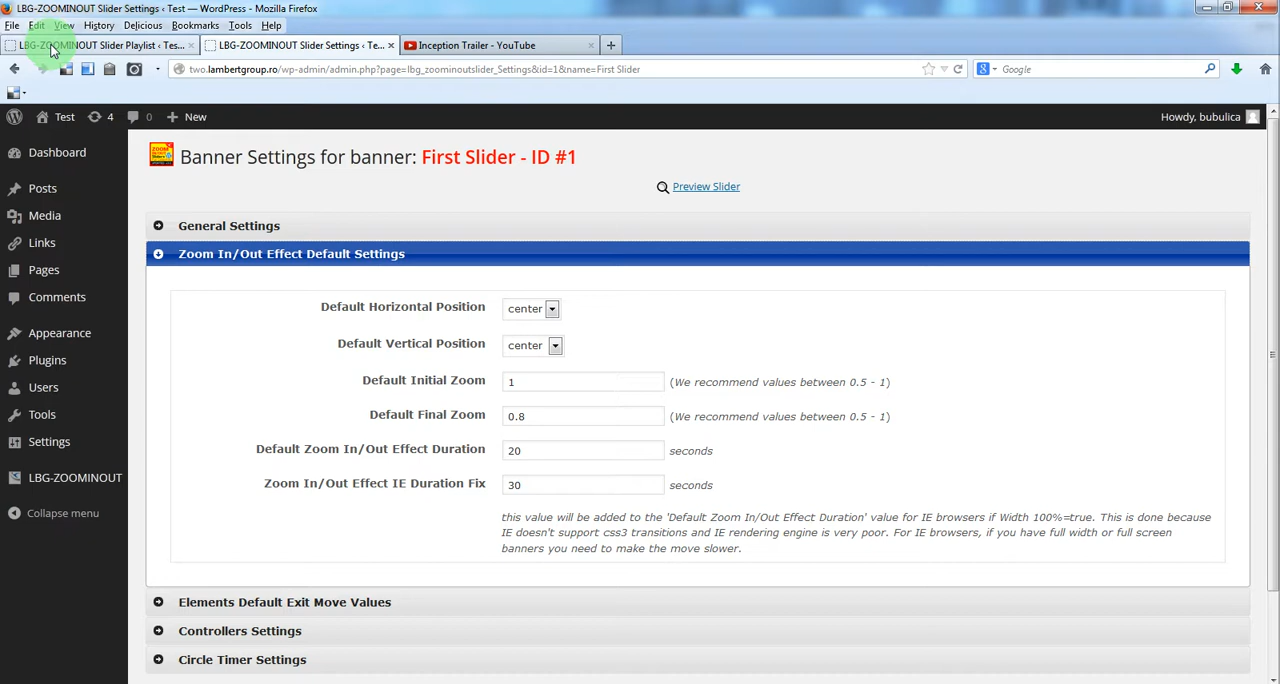 LBG-ZOOMINOUT Slider Settings ‹ Test — WordPress - Mozilla Firefox
File Edit View History Delicious Bookmarks Tools Help
LBG-ZOOMINOUT Slider Playlist ‹ Tes... × LBG-ZOOMINOUT Slider Settings ‹ Te... × Inception Trailer - YouTube × +
two.lambertgroup.ro/wp-admin/admin.php?page=lbg_zoominoutslider_Settings&id=1&name=First Slider
Google
Test 4 0 New Howdy, bubulica
Dashboard
Posts
Media
Links
Pages
Comments
Appearance
Plugins
Users
Tools
Settings
LBG-ZOOMINOUT
Collapse menu
Banner Settings for banner: First Slider - ID #1
Preview Slider
General Settings
Zoom In/Out Effect Default Settings
Default Horizontal Position center
Default Vertical Position center
Default Initial Zoom 1 (We recommend values between 0.5 - 1)
Default Final Zoom 0.8 (We recommend values between 0.5 - 1)
Default Zoom In/Out Effect Duration 20 seconds
Zoom In/Out Effect IE Duration Fix 30 seconds
this value will be added to the 'Default Zoom In/Out Effect Duration' value for IE browsers if Width 100%=true. This is done because
IE doesn't support css3 transitions and IE rendering engine is very poor. For IE browsers, if you have full width or full screen
banners you need to make the move slower.
Elements Default Exit Move Values
Controllers Settings
Circle Timer Settings